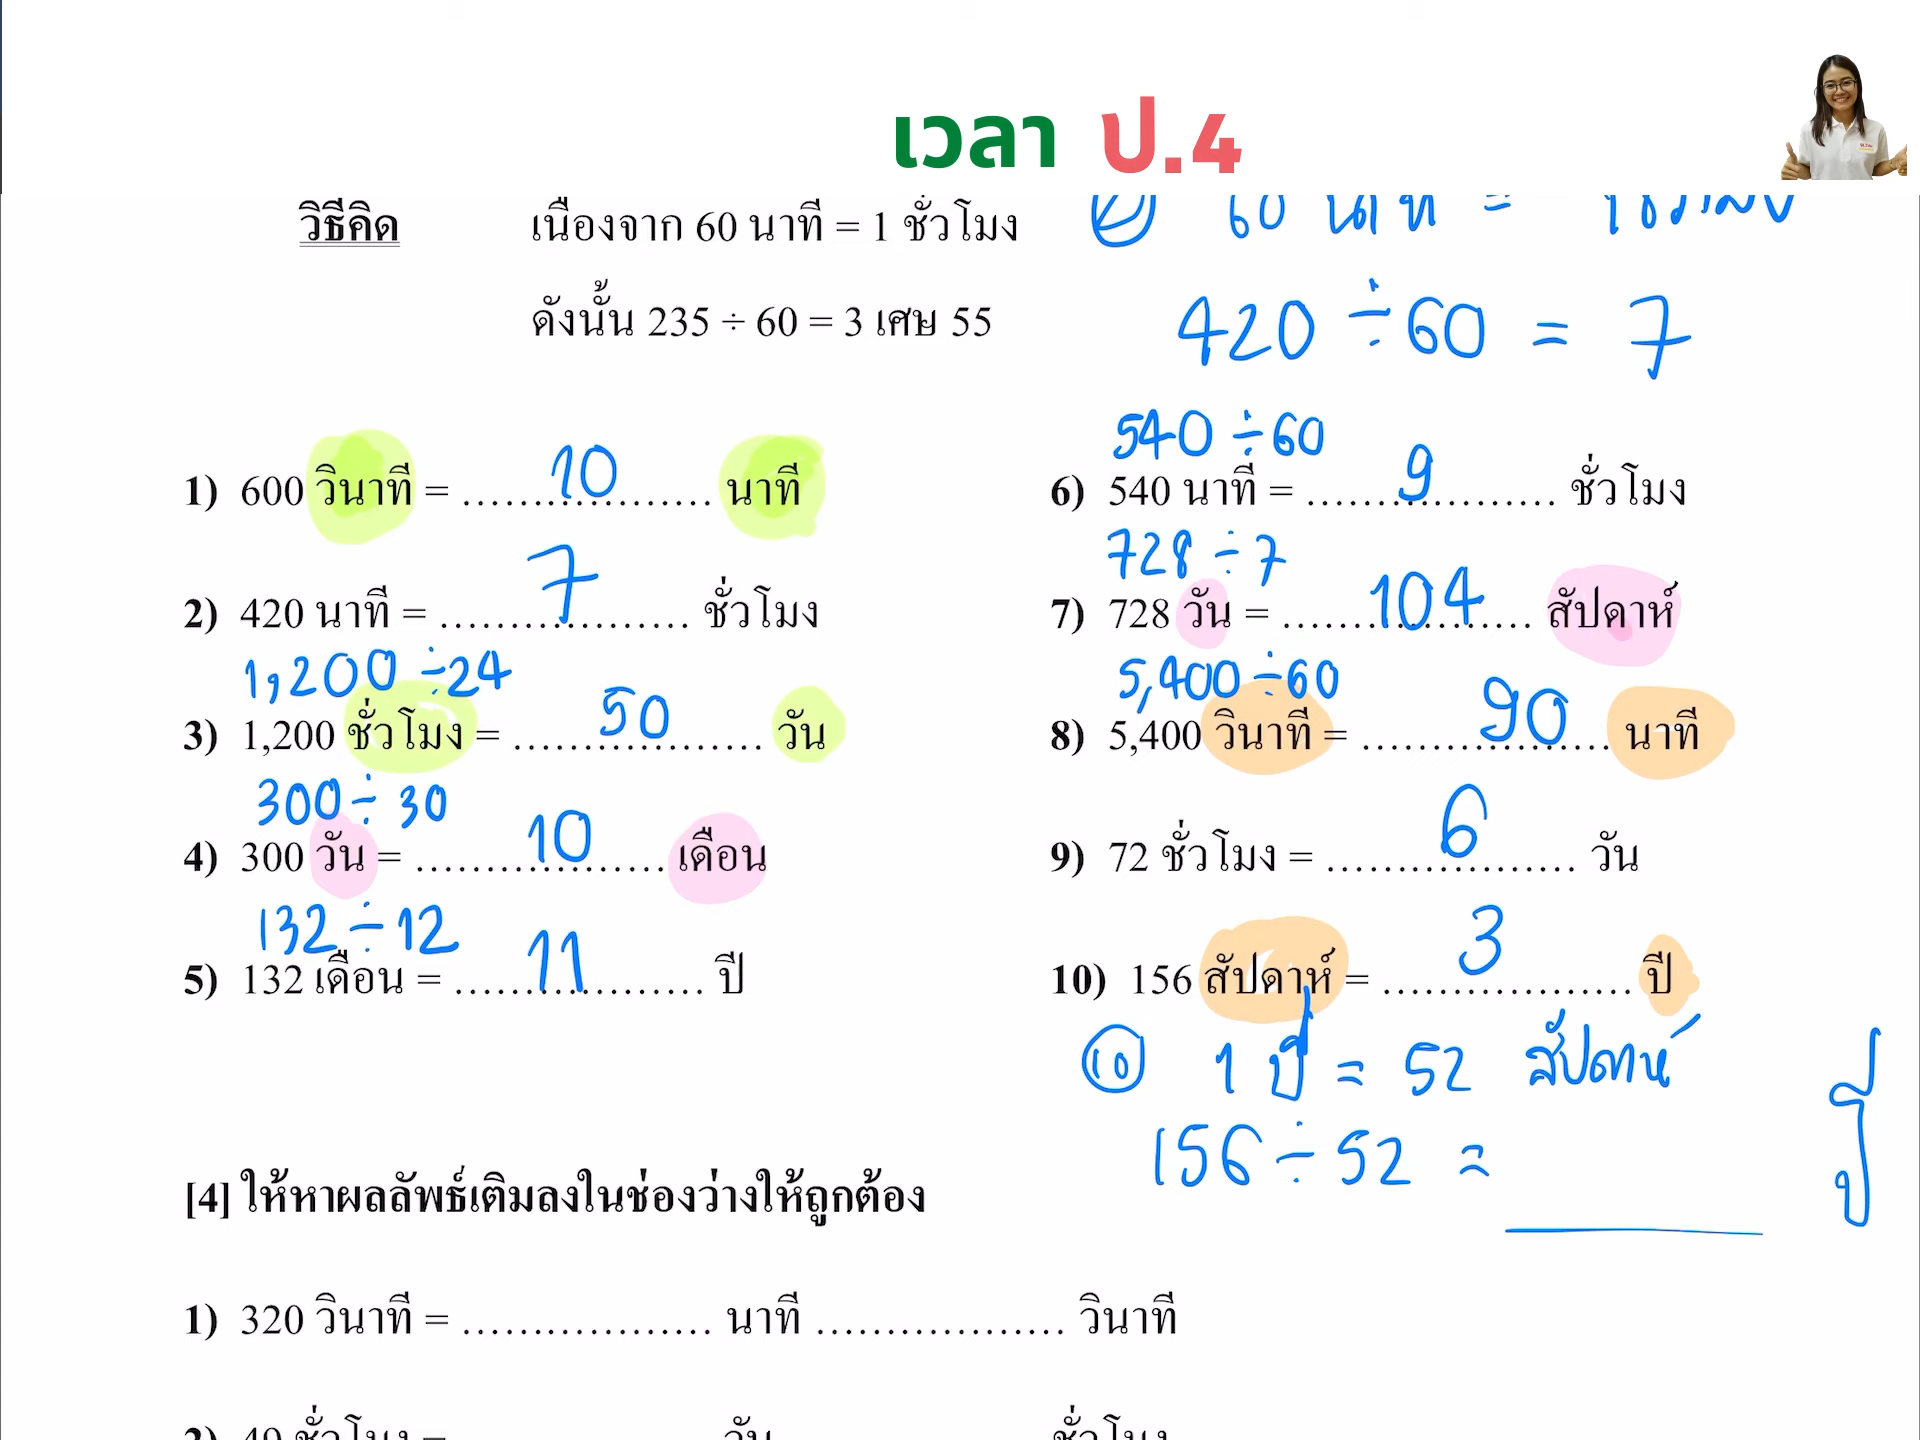 เวลา ป.4
วิธีคิด เนื่องจาก 60 นาที = 1 ชั่วโมง
60 นาที =
ดังนั้น 235 ÷ 60 = 3 เศษ 55
420 ÷ 60 = 7
540 ÷ 60
1) 600 วินาที = ..........10.......... นาที
6) 540 นาที = ..........9.......... ชั่วโมง
728 ÷ 7
2) 420 นาที = ..........7.......... ชั่วโมง
7) 728 วัน = ..........104.......... สัปดาห์
1,200 ÷ 24
5,400 ÷ 60
3) 1,200 ชั่วโมง = ..........50.......... วัน
8) 5,400 วินาที = ..........90.......... นาที
300 ÷ 30
4) 300 วัน = ..........10.......... เดือน
9) 72 ชั่วโมง = ..........6.......... วัน
132 ÷ 12
5) 132 เดือน = ..........11.......... ปี
10) 156 สัปดาห์ = ..........3.......... ปี
10 1 ปี = 52 สัปดาห์
156 ÷ 52 = ______ ปี
[4] ให้หาผลลัพธ์เติมลงในช่องว่างให้ถูกต้อง
1) 320 วินาที = .................. นาที .................. วินาที